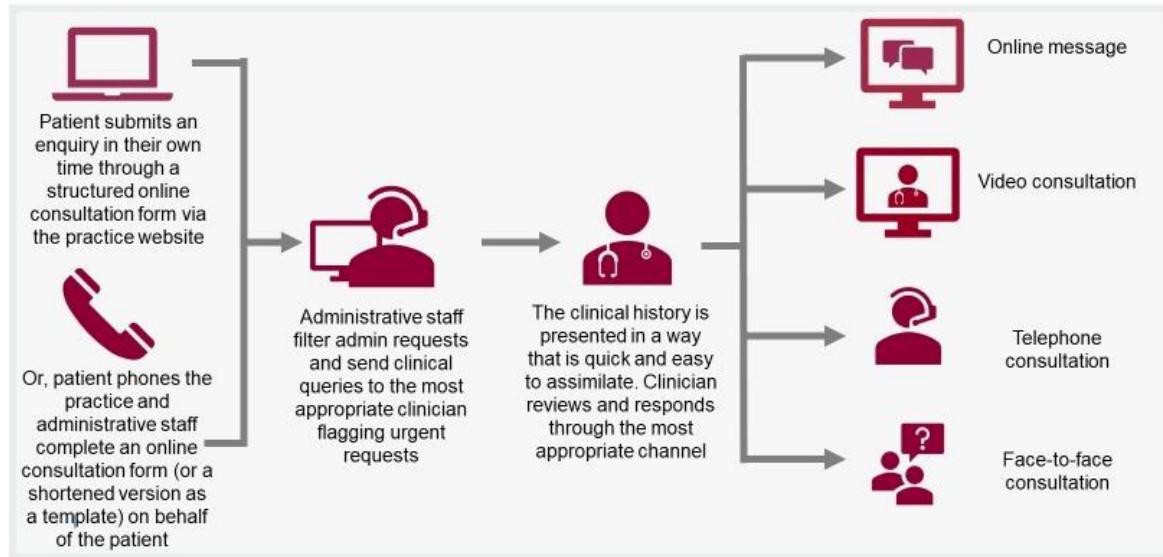 Patient submits an
enquiry in their own
time through a
structured online
consultation form via
the practice website
Or, patient phones the
practice and
administrative staff
complete an online
consultation form (or a
shortened version as
a template) on behalf
of the patient
Administrative staff
filter admin requests
and send clinical
queries to the most
appropriate clinician
flagging urgent
requests
The clinical history is
presented in a way
that is quick and easy
to assimilate. Clinician
reviews and responds
through the most
appropriate channel
Online message
Video consultation
Telephone
consultation
?
Face-to-face
consultation